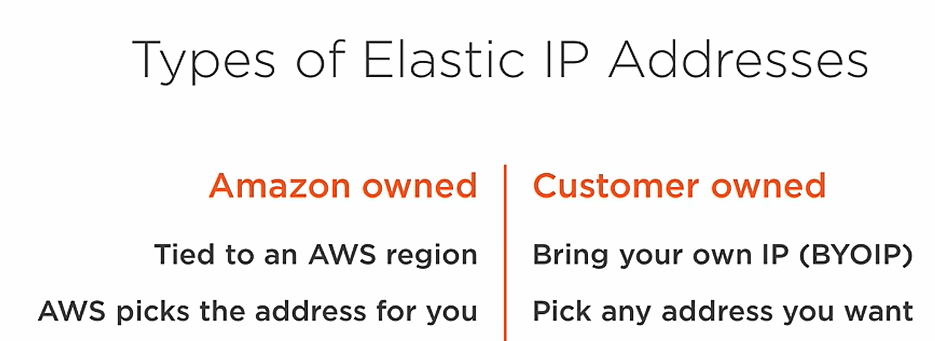 Types of Elastic IP Addresses
Amazon owned
Tied to an AWS region
AWS picks the address for you
Customer owned
Bring your own IP (BYOIP)
Pick any address you want